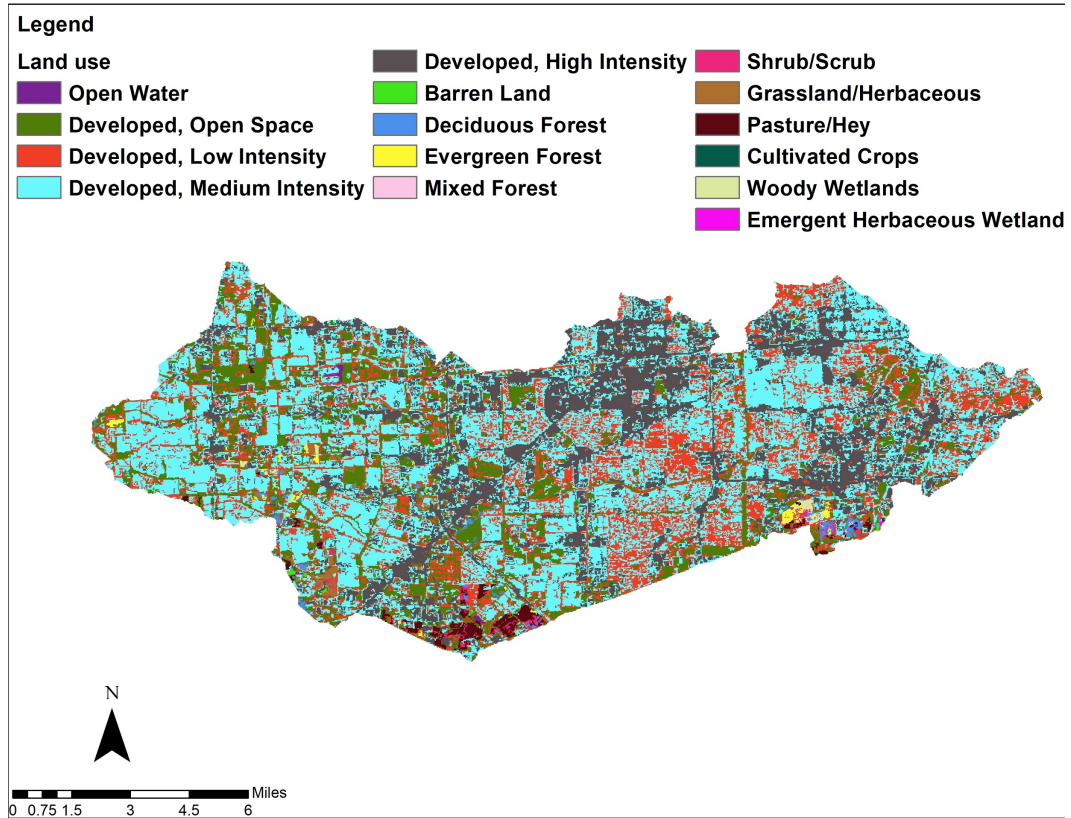 Legend
Land use
Open Water
Developed, Open Space
Developed, Low Intensity
Developed, Medium Intensity
Developed, High Intensity
Barren Land
Deciduous Forest
Evergreen Forest
Mixed Forest
Shrub/Scrub
Grassland/Herbaceous
Pasture/Hey
Cultivated Crops
Woody Wetlands
Emergent Herbaceous Wetland
N
Miles
0 0.75 1.5 3 4.5 6